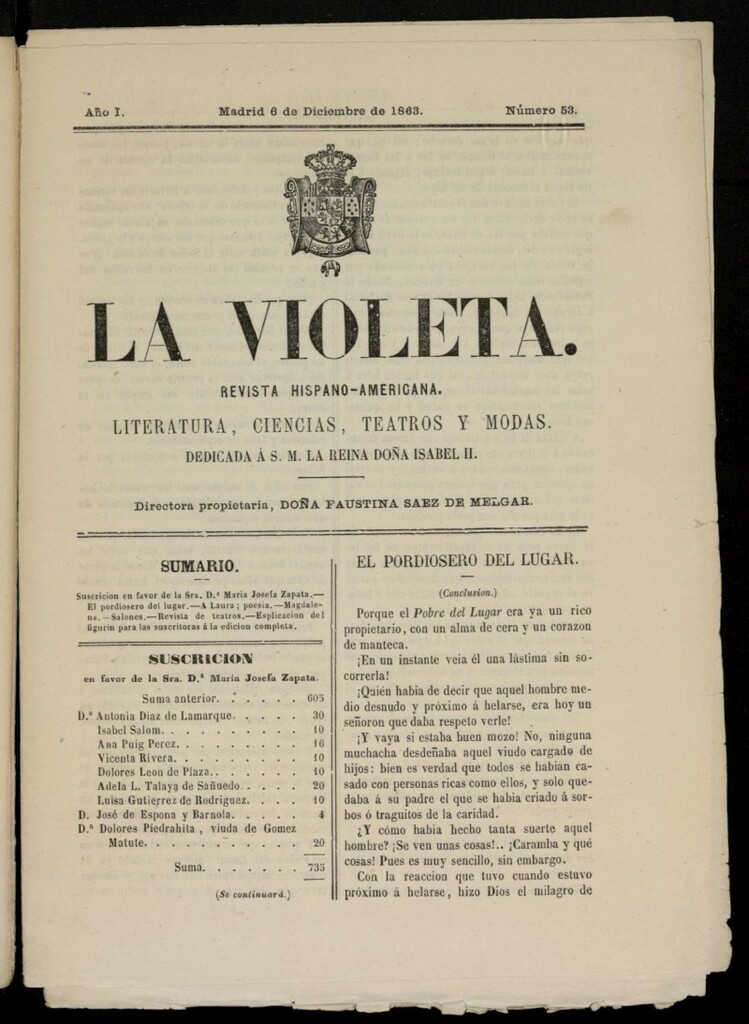 Año I.
Madrid 6 de Diciembre de 1863.
Número 53.
LA VIOLETA.
REVISTA HISPANO-AMERICANA.
LITERATURA, CIENCIAS, TEATROS Y MODAS.
DEDICADA Á S. M. LA REINA DOÑA ISABEL II.
Directora propietaria, DOÑA FAUSTINA SAEZ DE MELGAR.
SUMARIO.
Suscricion en favor de la Sra. D.ª Maria Josefa Zapata.—
El pordiosero del lugar.—A Laura; poesia.—Magdale-
na.—Salones.—Revista de teatros.—Esplicacion del
figurin para las suscritoras á la edicion completa.
SUSCRICION
en favor de la Sra. D.ª Maria Josefa Zapata.
Suma anterior. . . . . . 605
D.ª Antonia Diaz de Lamarque. . . . . 30
Isabel Salom. . . . . . . . . . 10
Ana Puig Perez. . . . . . . . . 16
Vicenta Rivera. . . . . . . . . 10
Dolores Leon de Plaza. . . . . . . 10
Adela L. Talaya de Sañuedo. . . . . 20
Luisa Gutierrez de Rodriguez. . . . 10
D. José de Espona y Barnola. . . . 4
D.ª Dolores Piedrahita, viuda de Gomez
Matute. . . . . . . . . . . 20
Suma. . . . . . . 735
(Se continuará.)
EL PORDIOSERO DEL LUGAR.
(Conclusion.)
Porque el Pobre del Lugar era ya un rico
propietario, con un alma de cera y un corazon
de manteca.
¡En un instante veia él una lástima sin so-
correrla!
¡Quién habia de decir que aquel hombre me-
dio desnudo y próximo á helarse, era hoy un
señoron que daba respeto verle!
¡Y vaya si estaba buen mozo! No, ninguna
muchacha desdeñaba aquel viudo cargado de
hijos: bien es verdad que todos se habian ca-
sado con personas ricas como ellos, y solo que-
daba á su padre el que se habia criado á sor-
bos ó traguitos de la caridad.
¿Y cómo habia hecho tanta suerte aquel
hombre? ¡Se ven unas cosas!.. ¡Caramba y qué
cosas! Pues es muy sencillo, sin embargo.
Con la reaccion que tuvo cuando estuvo
próximo á helarse, hizo Dios el milagro de